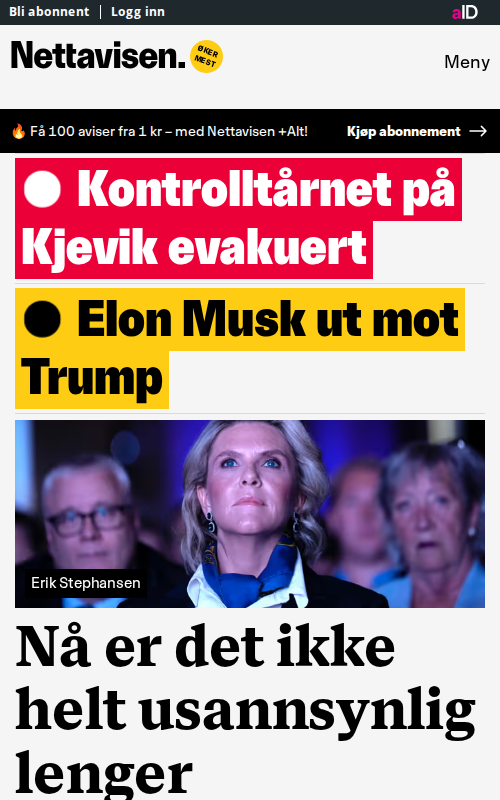 Bli abonnent
Logg inn
aID
Nettavisen.
ØKER
MEST
Meny
🔥 Få 100 aviser fra 1 kr – med Nettavisen +Alt!
Kjøp abonnement →
Kontrolltårnet på
Kjevik evakuert
Elon Musk ut mot
Trump
Erik Stephansen
Nå er det ikke
helt usannsynlig
lenger